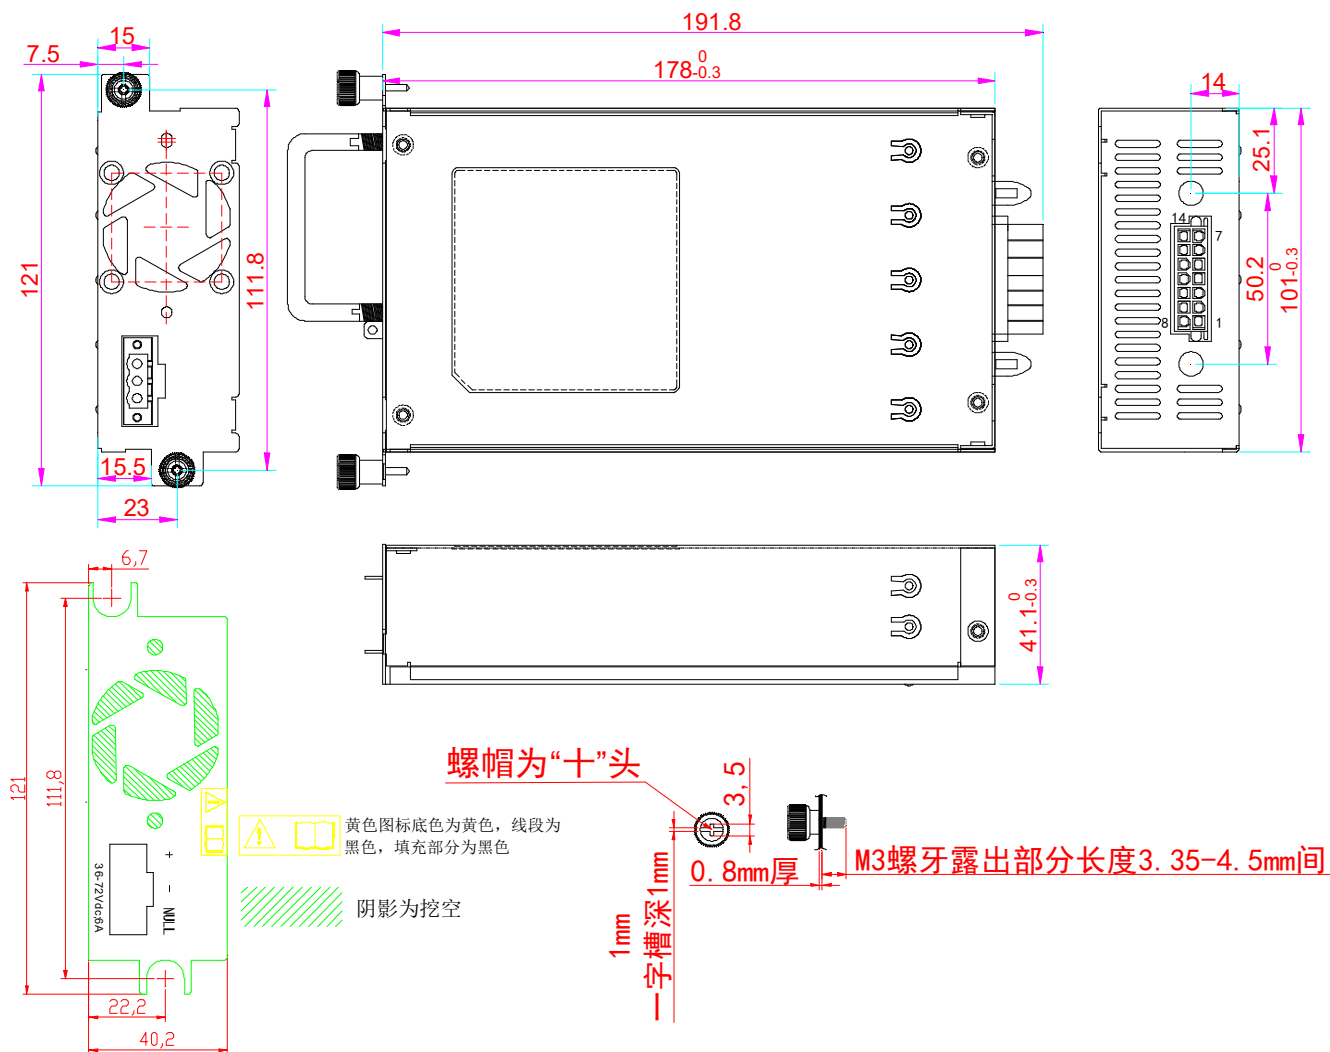 191.8
15
7.5
178 0 -0.3
14
25.1
121
111.8
14
7
50.2
101 0 -0.3
8
1
15.5
23
6,7
41.1 0 -0.3
121
111,8
螺帽为“十”头
3,5
黄色图标底色为黄色，线段为
黑色，填充部分为黑色
0.8mm厚
M3螺牙露出部分长度3.35-4.5mm间
1mm
一字槽深1mm
36-72Vdc;6A
+
-
NULL
阴影为挖空
22,2
40,2